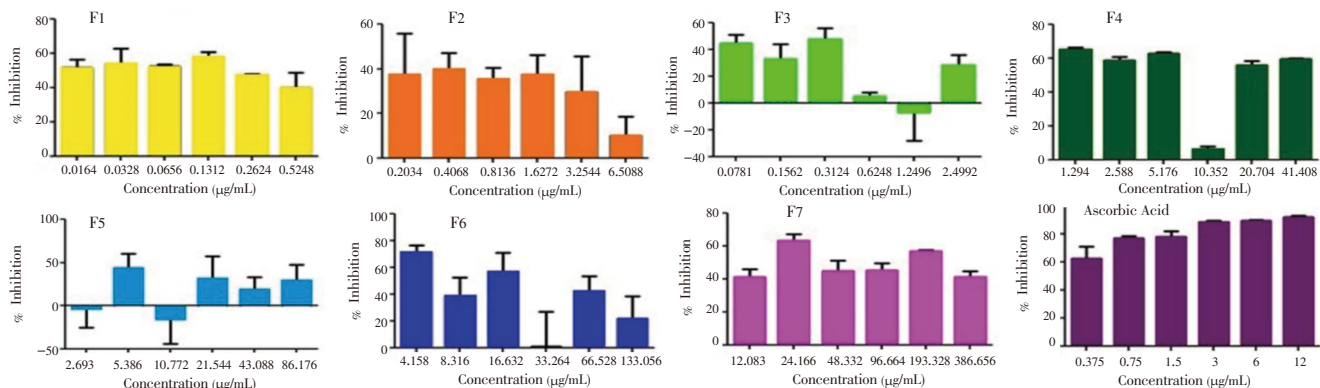 F1
% Inhibition
80
60
40
20
0
0.0164 0.0328 0.0656 0.1312 0.2624 0.5248
Concentration (μg/mL)
F2
% Inhibition
60
40
20
0
0.2034 0.4068 0.8136 1.6272 3.2544 6.5088
Concentration (μg/mL)
F3
% Inhibition
60
40
20
0
−20
−40
0.0781 0.1562 0.3124 0.6248 1.2496 2.4992
Concentration (μg/mL)
F4
% Inhibition
80
60
40
20
0
1.294 2.588 5.176 10.352 20.704 41.408
Concentration (μg/mL)
F5
% Inhibition
100
50
0
−50
2.693 5.386 10.772 21.544 43.088 86.176
Concentration (μg/mL)
F6
% Inhibition
100
80
60
40
20
0
4.158 8.316 16.632 33.264 66.528 133.056
Concentration (μg/mL)
F7
% Inhibition
80
60
40
20
0
12.083 24.166 48.332 96.664 193.328 386.656
Concentration (μg/mL)
Ascorbic Acid
% Inhibition
100
80
60
40
20
0
0.375 0.75 1.5 3 6 12
Concentration (μg/mL)